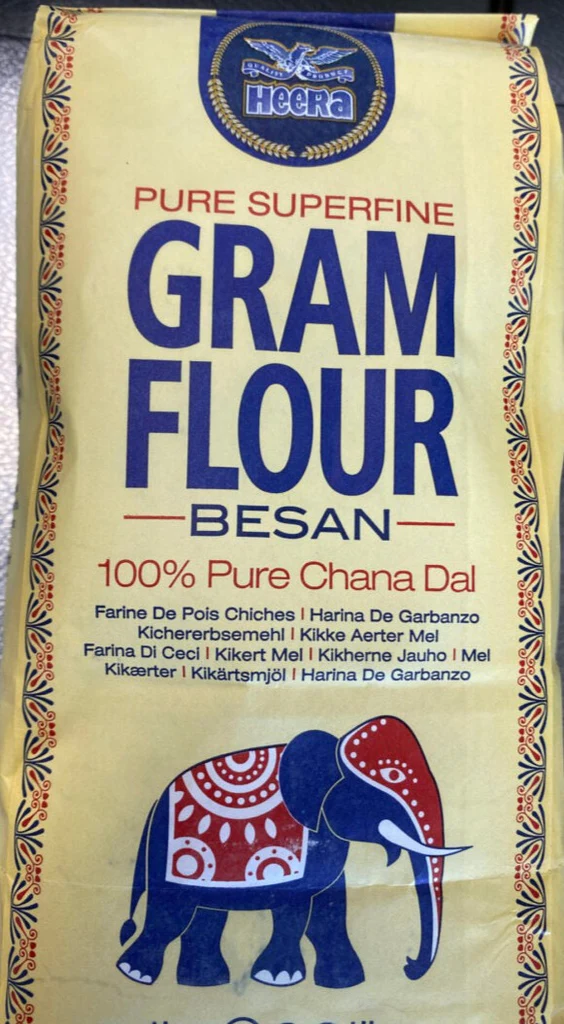 QUALITY PRODUCE
HEERa
PURE SUPERFINE
GRAM
FLOUR
BESAN
100% Pure Chana Dal
Farine De Pois Chiches | Harina De Garbanzo
Kichererbsemehl | Kikke Aerter Mel
Farina Di Ceci | Kikert Mel | Kikherne Jauho | Mel
Kikærter | Kikärtsmjöl | Harina De Garbanzo